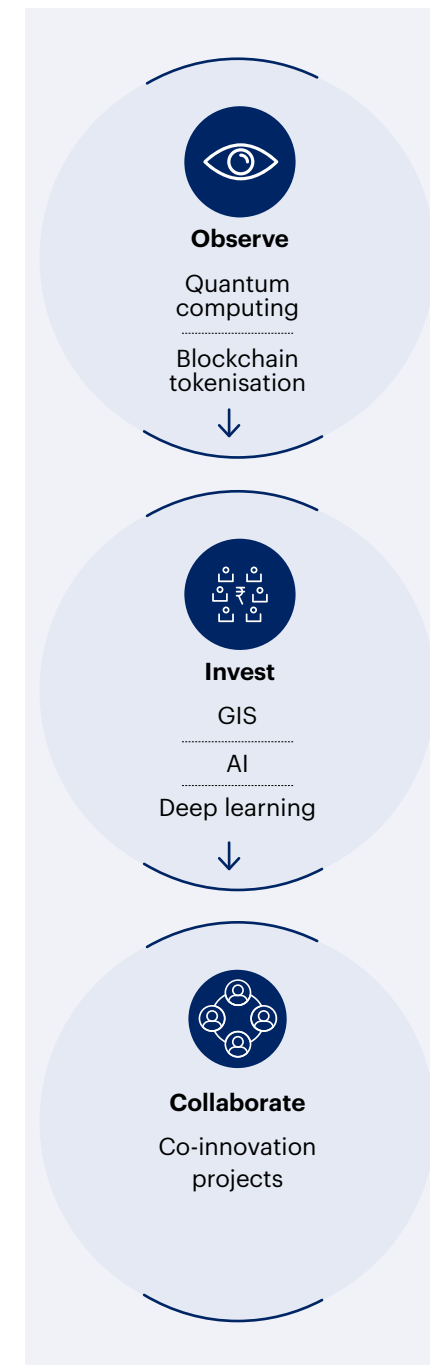 Observe
Quantum
computing
Blockchain
tokenisation
₹
Invest
GIS
AI
Deep learning
Collaborate
Co-innovation
projects